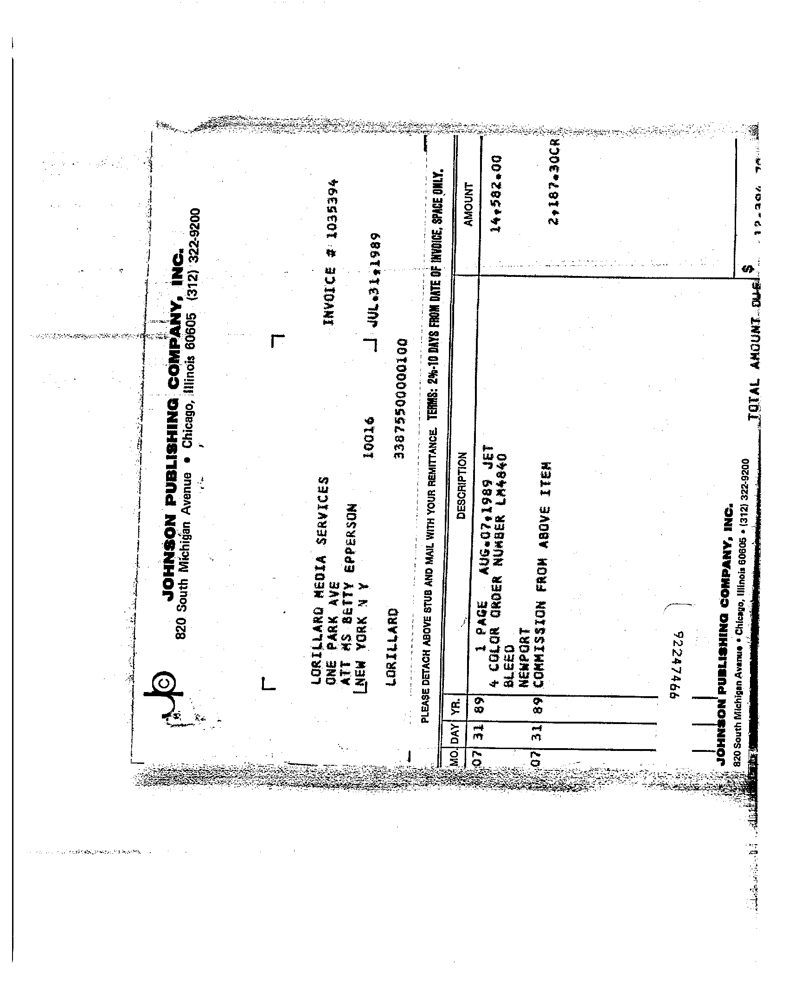 JOHNSON PUBLISHING COMPANY, INC.
820 South Michigan Avenue • Chicago, Illinois 60605 (312) 322-9200
INVOICE # 1035394
LORILLARD MEDIA SERVICES
ONE PARK AVE
ATT MS BETTY EPPERSON
NEW YORK N Y 10016 JUL.31,1989
LORILLARD 33875500000100
PLEASE DETACH ABOVE STUB AND MAIL WITH YOUR REMITTANCE. TERMS: 2%-10 DAYS FROM DATE OF INVOICE, SPACE ONLY.
MO. DAY YR. DESCRIPTION AMOUNT
07 31 89 1 PAGE AUG.07,1989 JET 14,582.00
4 COLOR ORDER NUMBER LM4840
BLEED
NEWPORT
07 31 89 COMMISSION FROM ABOVE ITEM 2,187.30CR
92247466
TOTAL AMOUNT DUE $ 12,394.70
JOHNSON PUBLISHING COMPANY, INC.
820 South Michigan Avenue • Chicago, Illinois 60605 • (312) 322-9200